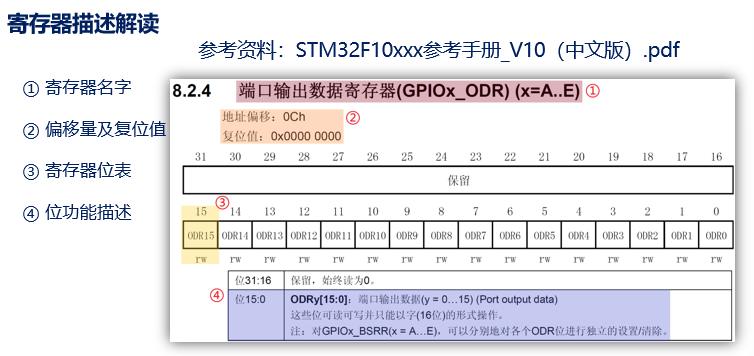 寄存器描述解读
参考资料：STM32F10xxx参考手册_V10（中文版）.pdf
① 寄存器名字
② 偏移量及复位值
③ 寄存器位表
④ 位功能描述
8.2.4 端口输出数据寄存器(GPIOx_ODR) (x=A..E) ①
地址偏移：0Ch
复位值：0x0000 0000
②
31 30 29 28 27 26 25 24 23 22 21 20 19 18 17 16
保留
③
15 14 13 12 11 10 9 8 7 6 5 4 3 2 1 0
ODR15 ODR14 ODR13 ODR12 ODR11 ODR10 ODR9 ODR8 ODR7 ODR6 ODR5 ODR4 ODR3 ODR2 ODR1 ODR0
rw rw rw rw rw rw rw rw rw rw rw rw rw rw rw rw
位31:16 保留，始终读为0。
④ 位15:0 ODRy[15:0]：端口输出数据(y = 0…15) (Port output data)
这些位可读可写并只能以字(16位)的形式操作。
注：对GPIOx_BSRR(x = A…E)，可以分别地对各个ODR位进行独立的设置/清除。